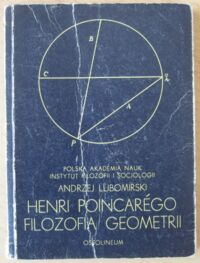 B
C
A
P
POLSKA AKADEMIA NAUK
INSTYTUT FILOZOFII I SOCJOLOGII
ANDRZEJ LUBOMIRSKI
HENRI POINCARÉGO
FILOZOFIA GEOMETRII
OSSOLINEUM